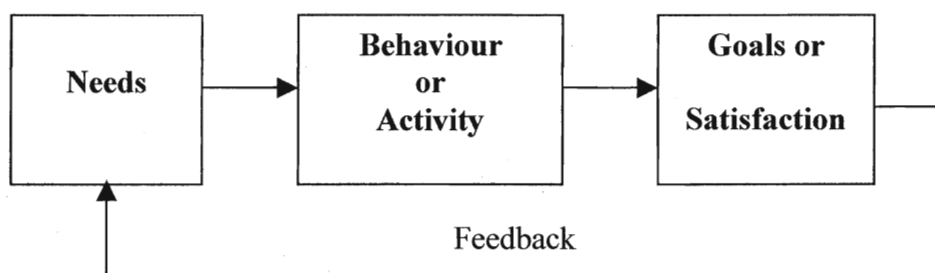 Needs
Behaviour
or
Activity
Goals or
Satisfaction
Feedback